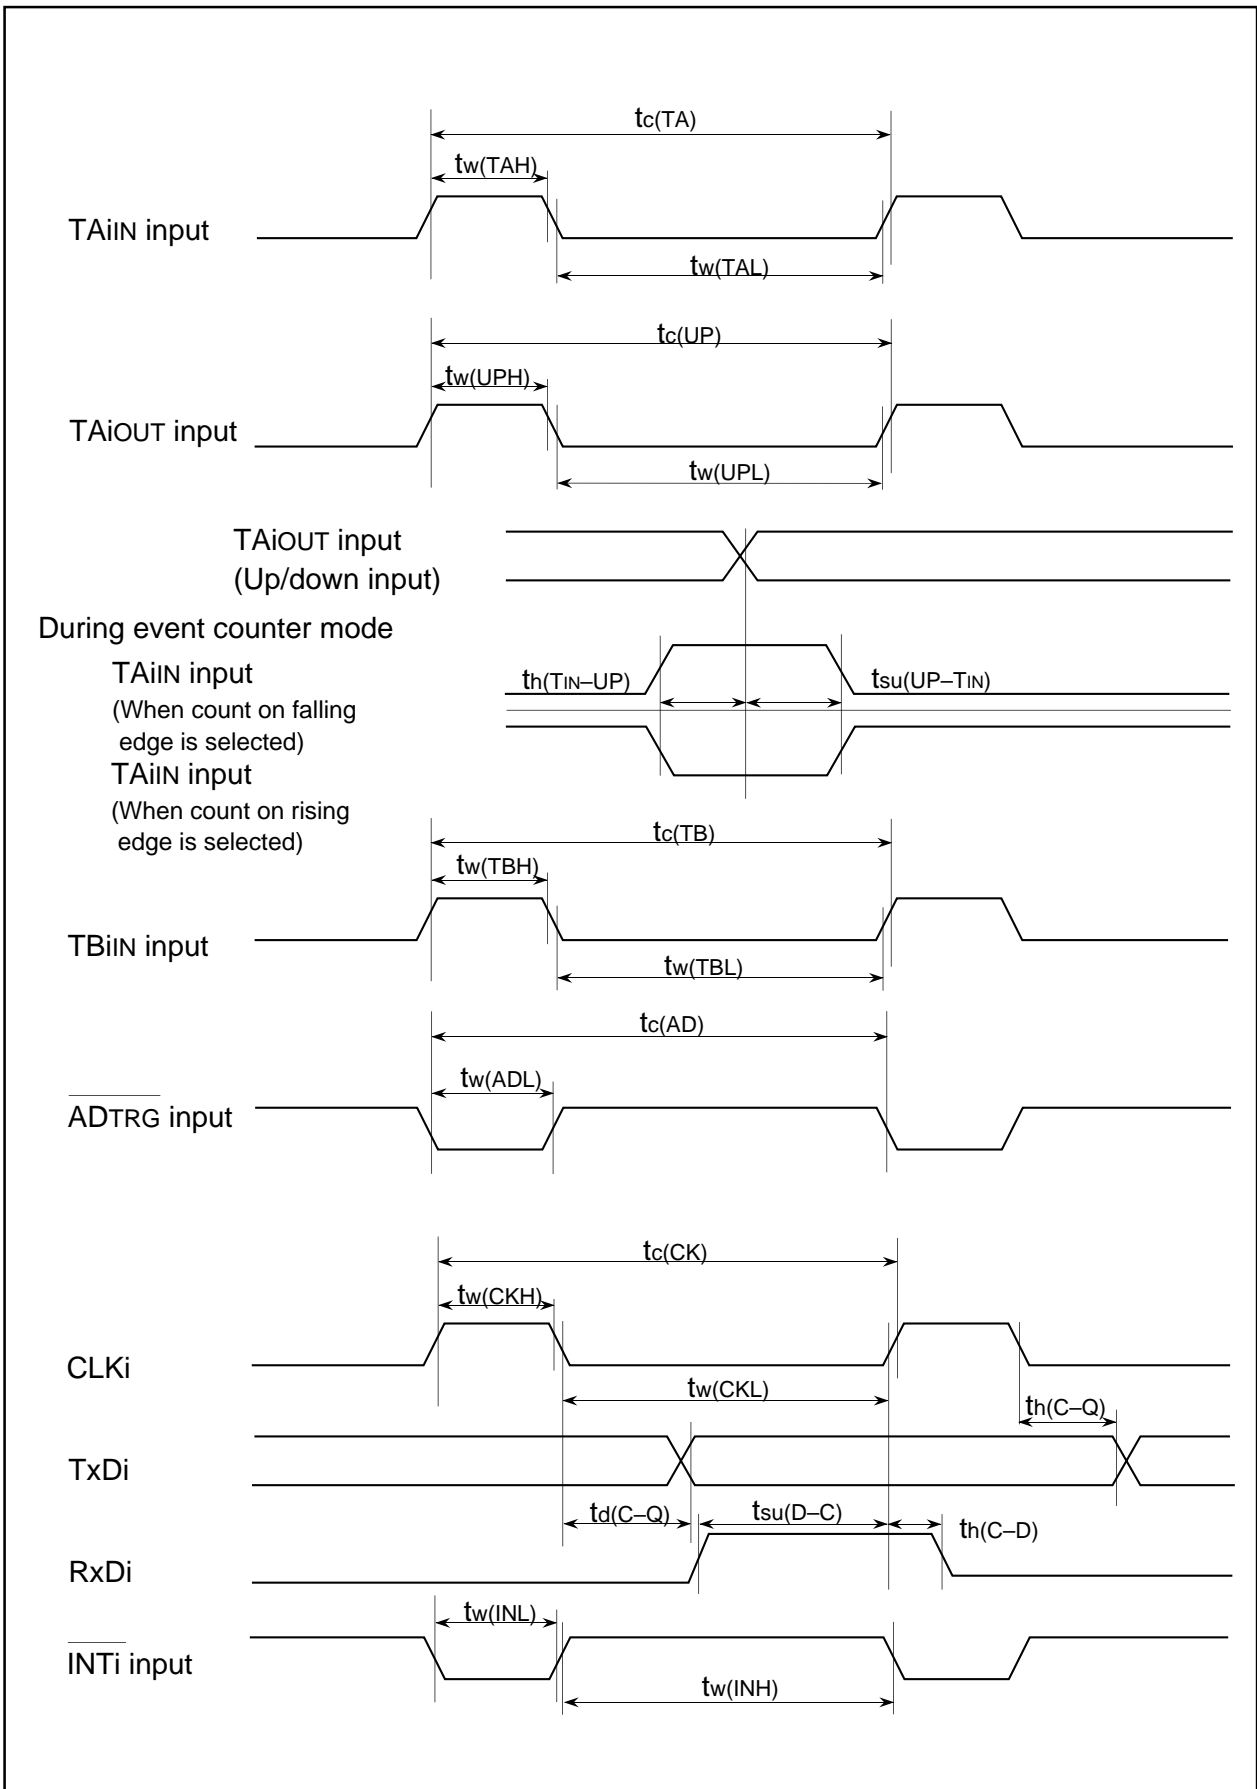 tc(TA)
tw(TAH)
TAiIN input
tw(TAL)
tc(UP)
tw(UPH)
TAiOUT input
tw(UPL)
TAiOUT input
(Up/down input)
During event counter mode
TAiIN input
(When count on falling
edge is selected)
th(TIN–UP)
tsu(UP–TIN)
TAiIN input
(When count on rising
edge is selected)
tc(TB)
tw(TBH)
TBiIN input
tw(TBL)
tc(AD)
tw(ADL)
ADTRG input
tc(CK)
tw(CKH)
CLKi
tw(CKL)
th(C–Q)
TxDi
td(C–Q)
tsu(D–C)
th(C–D)
RxDi
tw(INL)
INTi input
tw(INH)